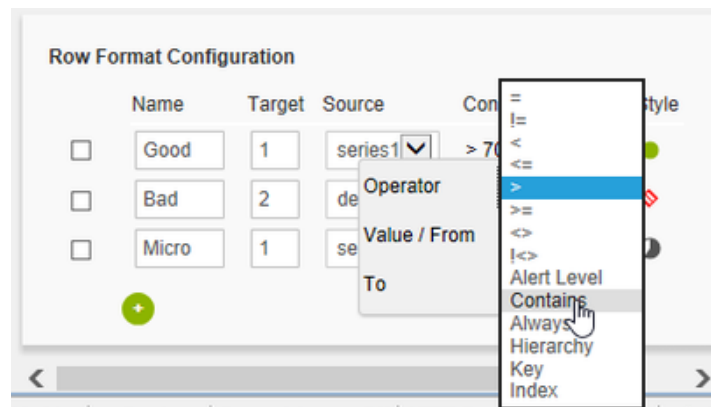 Row Format Configuration
Name Target Source Con tyle
Good 1 series1 > 70
Bad 2 de
Micro 1 se
Operator
Value / From
To
=
!=
<
<=
>
>=
<>
!<>
Alert Level
Contains
Always
Hierarchy
Key
Index